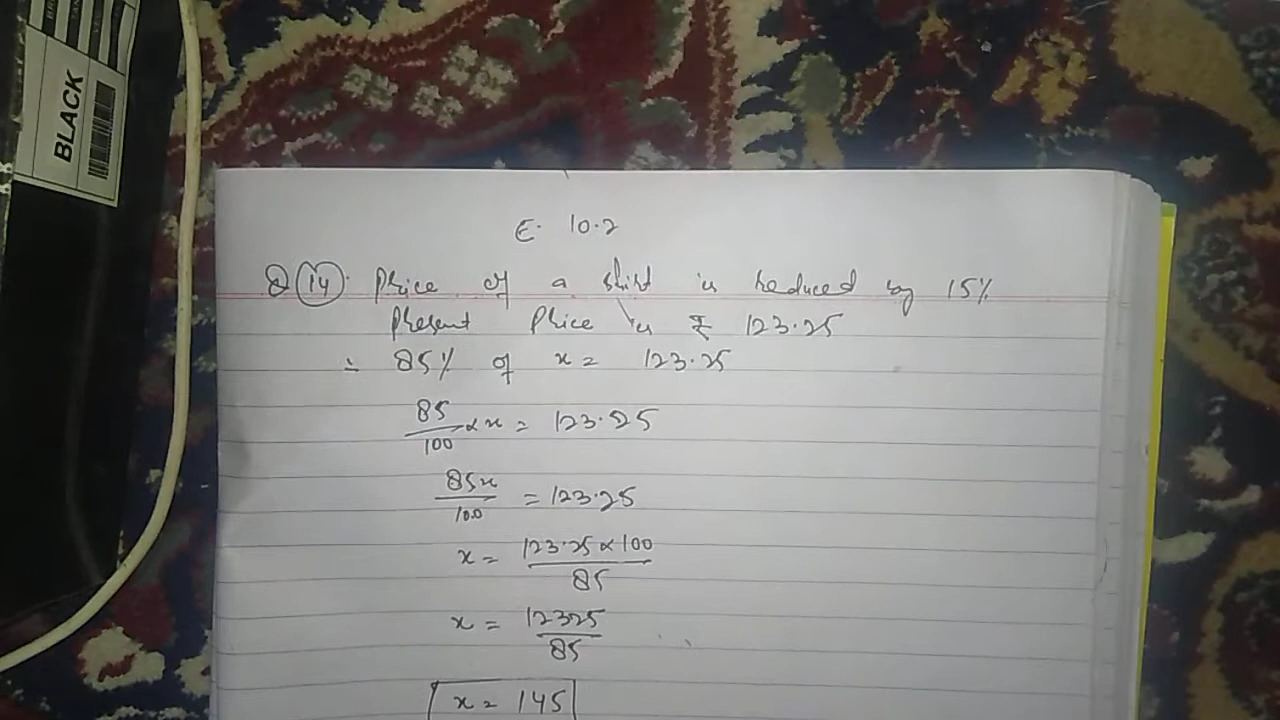 BLACK
E. 10.2
Q 14. Price of a shirt is reduced by 15%
Present Price is ₹ 123.25
∴ 85% of x = 123.25
85/100 × x = 123.25
85x/100 = 123.25
x = 123.25 × 100/85
x = 12325/85
x = 145